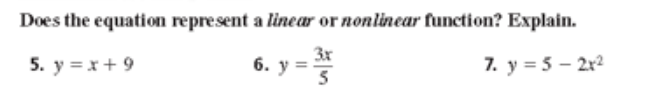 Does the equation represent a linear or nonlinear function? Explain.
5. y = x + 9 6. y = 3x/5 7. y = 5 − 2x²